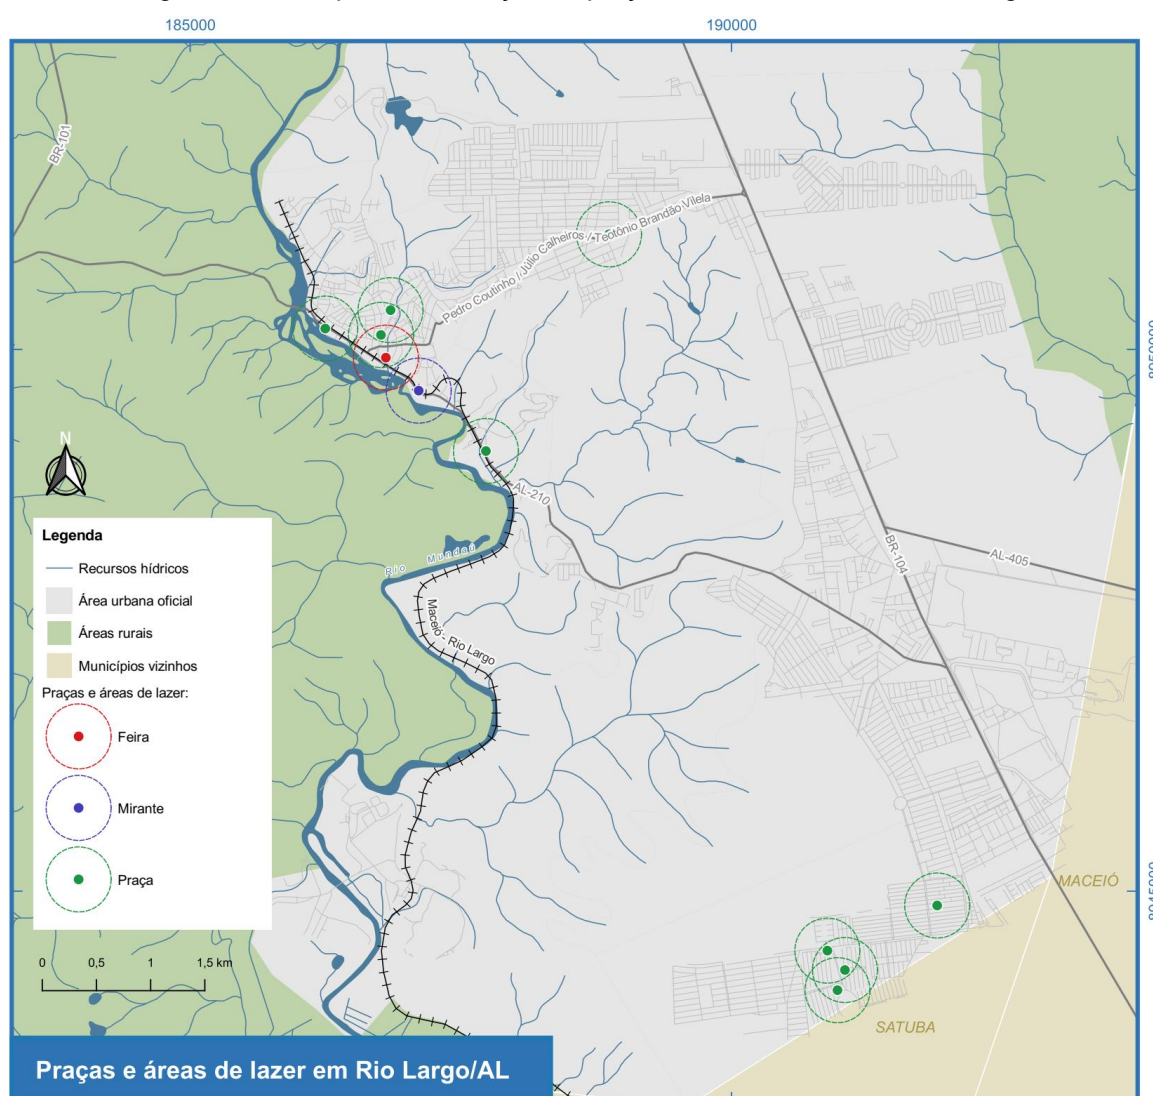 185000
190000
BR-101
Pedro Coutinho / Júlio Calheiros / Teotônio Brandão Vilela
8950000
N
AL-210
Legenda
Recursos hídricos
Área urbana oficial
Áreas rurais
Municípios vizinhos
Praças e áreas de lazer:
Feira
Mirante
Praça
Rio Mundaú
BR-104
AL-405
Maceió - Rio Largo
MACEIÓ
8945000
0 0,5 1 1,5 km
SATUBA
Praças e áreas de lazer em Rio Largo/AL